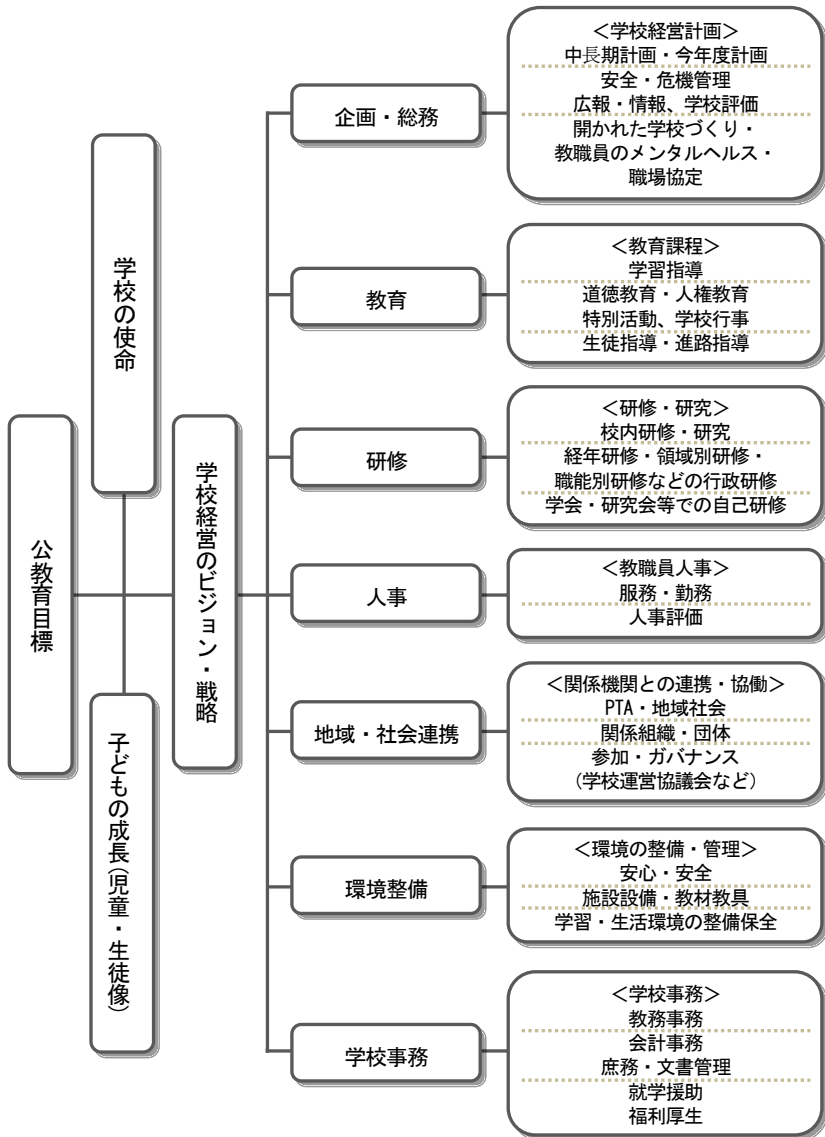 公教育目標
学校の使命
子どもの成長(児童・生徒像)
学校経営のビジョン・戦略
企画・総務
<学校経営計画>
中長期計画・今年度計画
安全・危機管理
広報・情報、学校評価
開かれた学校づくり・
教職員のメンタルヘルス・
職場協定
教育
<教育課程>
学習指導
道徳教育・人権教育
特別活動、学校行事
生徒指導・進路指導
研修
<研修・研究>
校内研修・研究
経年研修・領域別研修・
職能別研修などの行政研修
学会・研究会等での自己研修
人事
<教職員人事>
服務・勤務
人事評価
地域・社会連携
<関係機関との連携・協働>
PTA・地域社会
関係組織・団体
参加・ガバナンス
(学校運営協議会など)
環境整備
<環境の整備・管理>
安心・安全
施設設備・教材教具
学習・生活環境の整備保全
学校事務
<学校事務>
教務事務
会計事務
庶務・文書管理
就学援助
福利厚生